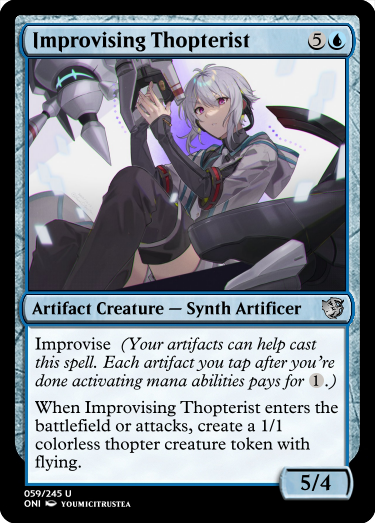 Improvising Thopterist 5
Artifact Creature — Synth Artificer
Improvise (Your artifacts can help cast
this spell. Each artifact you tap after you're
done activating mana abilities pays for 1.)
When Improvising Thopterist enters the
battlefield or attacks, create a 1/1
colorless thopter creature token with
flying.
5/4
059/245 U
ONI YOUMICITRUSTEA